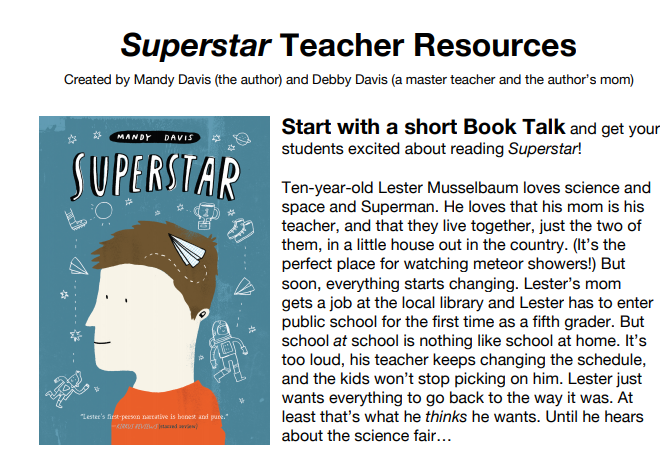 Superstar Teacher Resources
Created by Mandy Davis (the author) and Debby Davis (a master teacher and the author's mom)
MANDY DAVIS
SUPERSTAR
"Lester's first-person narrative is honest and pure."
(starred review)
Start with a short Book Talk and get your
students excited about reading Superstar!
Ten-year-old Lester Musselbaum loves science and
space and Superman. He loves that his mom is his
teacher, and that they live together, just the two of
them, in a little house out in the country. (It's the
perfect place for watching meteor showers!) But
soon, everything starts changing. Lester's mom
gets a job at the local library and Lester has to enter
public school for the first time as a fifth grader. But
school at school is nothing like school at home. It's
too loud, his teacher keeps changing the schedule,
and the kids won't stop picking on him. Lester just
wants everything to go back to the way it was. At
least that's what he thinks he wants. Until he hears
about the science fair…